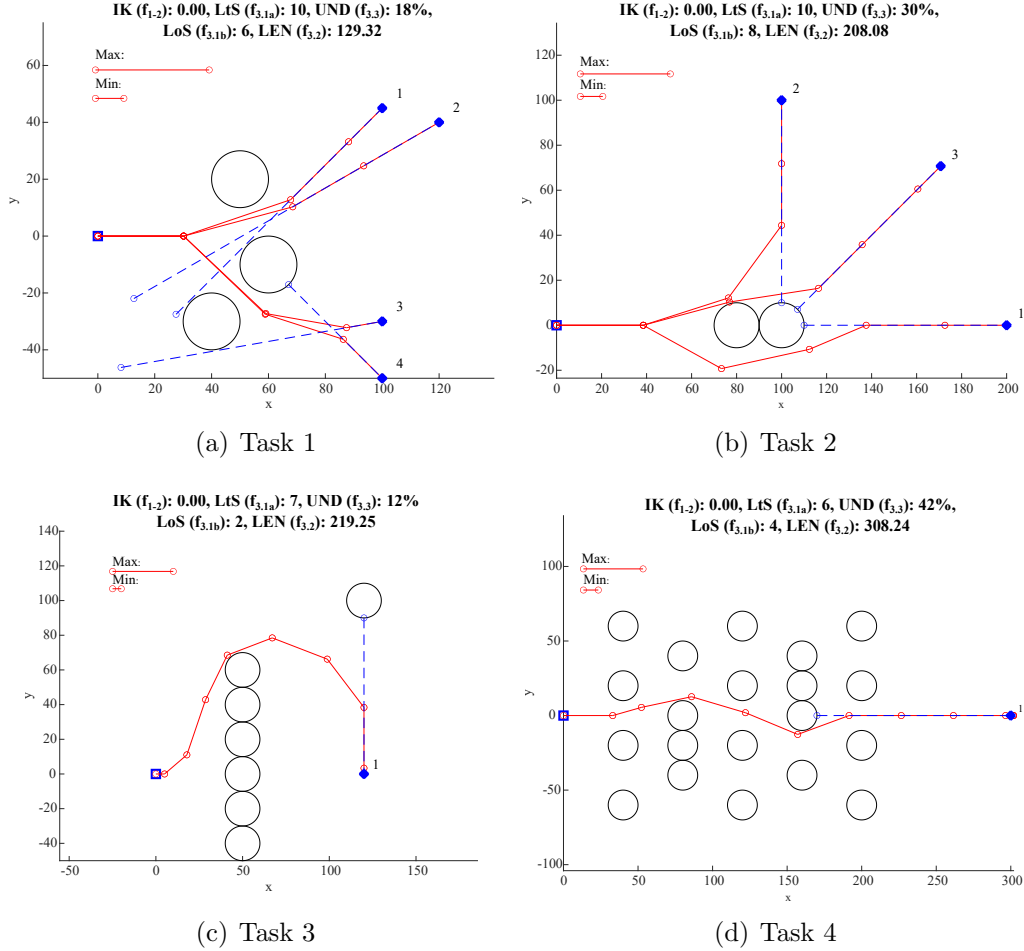 IK (f1-2): 0.00, LtS (f3.1a): 10, UND (f3.3): 18%,
LoS (f3.1b): 6, LEN (f3.2): 129.32
Max:
Min:
1
2
3
4
60
40
20
0
-20
-40
y
0 20 40 60 80 100 120
x
(a) Task 1
IK (f1-2): 0.00, LtS (f3.1a): 10, UND (f3.3): 30%,
LoS (f3.1b): 8, LEN (f3.2): 208.08
Max:
Min:
2
3
1
120
100
80
60
40
20
0
-20
y
0 20 40 60 80 100 120 140 160 180 200
x
(b) Task 2
IK (f1-2): 0.00, LtS (f3.1a): 7, UND (f3.3): 12%
LoS (f3.1b): 2, LEN (f3.2): 219.25
Max:
Min:
1
140
120
100
80
60
40
20
0
-20
-40
y
-50 0 50 100 150
x
(c) Task 3
IK (f1-2): 0.00, LtS (f3.1a): 6, UND (f3.3): 42%,
LoS (f3.1b): 4, LEN (f3.2): 308.24
Max:
Min:
1
100
50
0
-50
-100
y
0 50 100 150 200 250 300
x
(d) Task 4